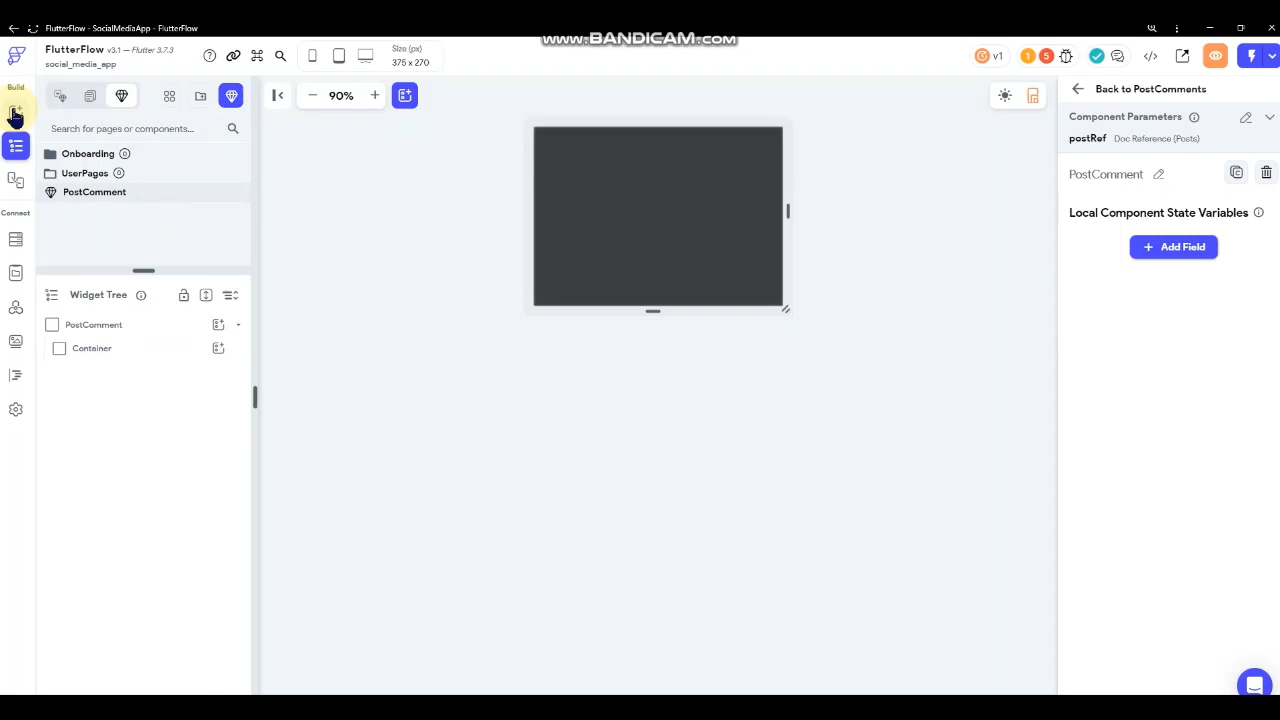 FlutterFlow - SocialMediaApp - FlutterFlow
www.BANDICAM.com
FlutterFlow v3.1 - Flutter 3.7.3
social_media_app
Size (px)
375 x 270
v1
1
5
Build
90%
Back to PostComments
Search for pages or components...
Component Parameters
postRef Doc Reference (Posts)
Onboarding
UserPages
PostComment
PostComment
Connect
Local Component State Variables
Add Field
Widget Tree
PostComment
Container